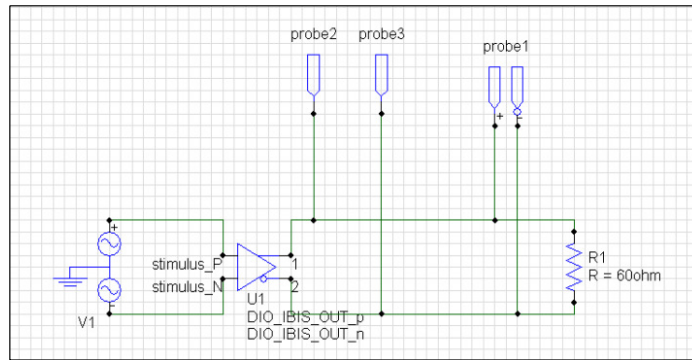 probe2
probe3
probe1
+
-
+
stimulus_P
1
R1
stimulus_N
2
R = 60ohm
-
U1
V1
DIO_IBIS_OUT_p
DIO_IBIS_OUT_n